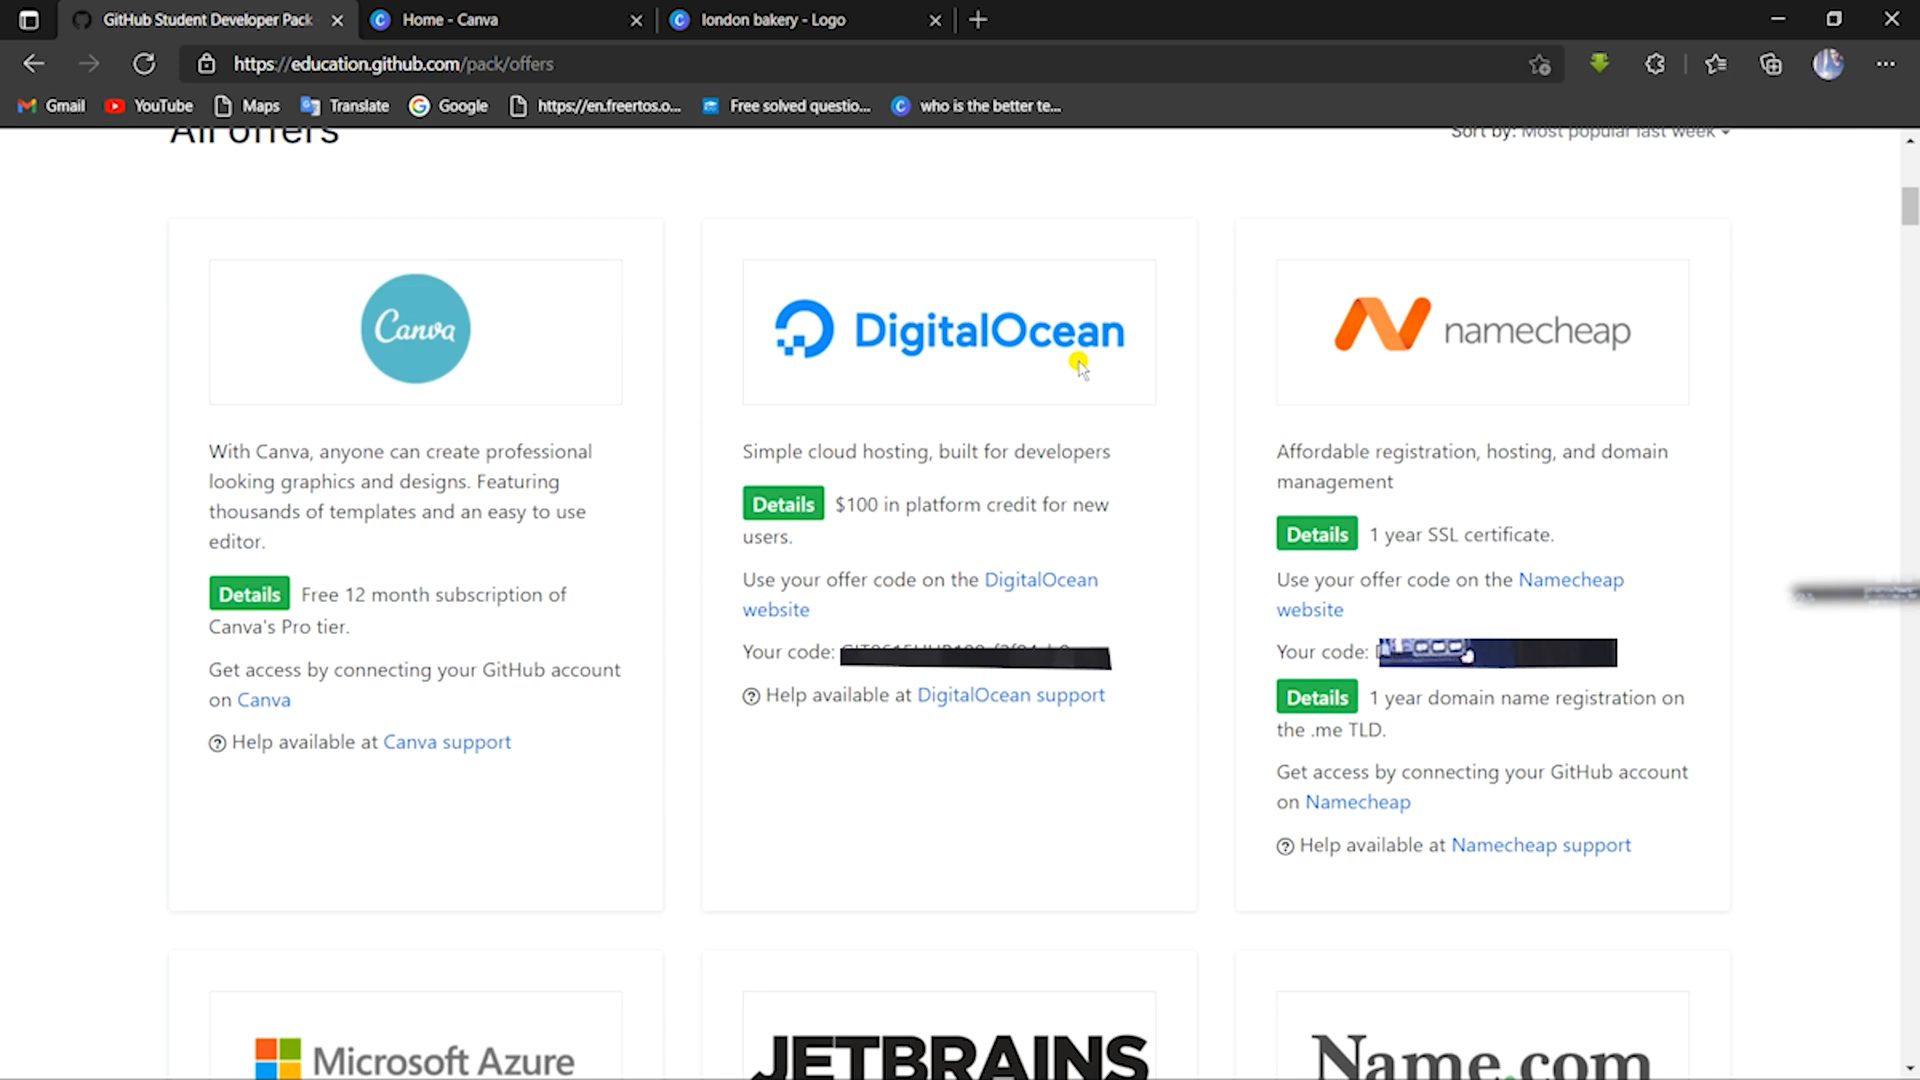 GitHub Student Developer Pack
Home - Canva
london bakery - Logo
https://education.github.com/pack/offers
Gmail
YouTube
Maps
Translate
Google
https://en.freertos.o...
Free solved questio...
who is the better te...
All offers
Sort by: Most popular last week
Canva
With Canva, anyone can create professional
looking graphics and designs. Featuring
thousands of templates and an easy to use
editor.
Details Free 12 month subscription of
Canva's Pro tier.
Get access by connecting your GitHub account
on Canva
Help available at Canva support
DigitalOcean
Simple cloud hosting, built for developers
Details $100 in platform credit for new
users.
Use your offer code on the DigitalOcean
website
Your code:
Help available at DigitalOcean support
namecheap
Affordable registration, hosting, and domain
management
Details 1 year SSL certificate.
Use your offer code on the Namecheap
website
Your code:
Details 1 year domain name registration on
the .me TLD.
Get access by connecting your GitHub account
on Namecheap
Help available at Namecheap support
Microsoft Azure
JETBRAINS
Name.com